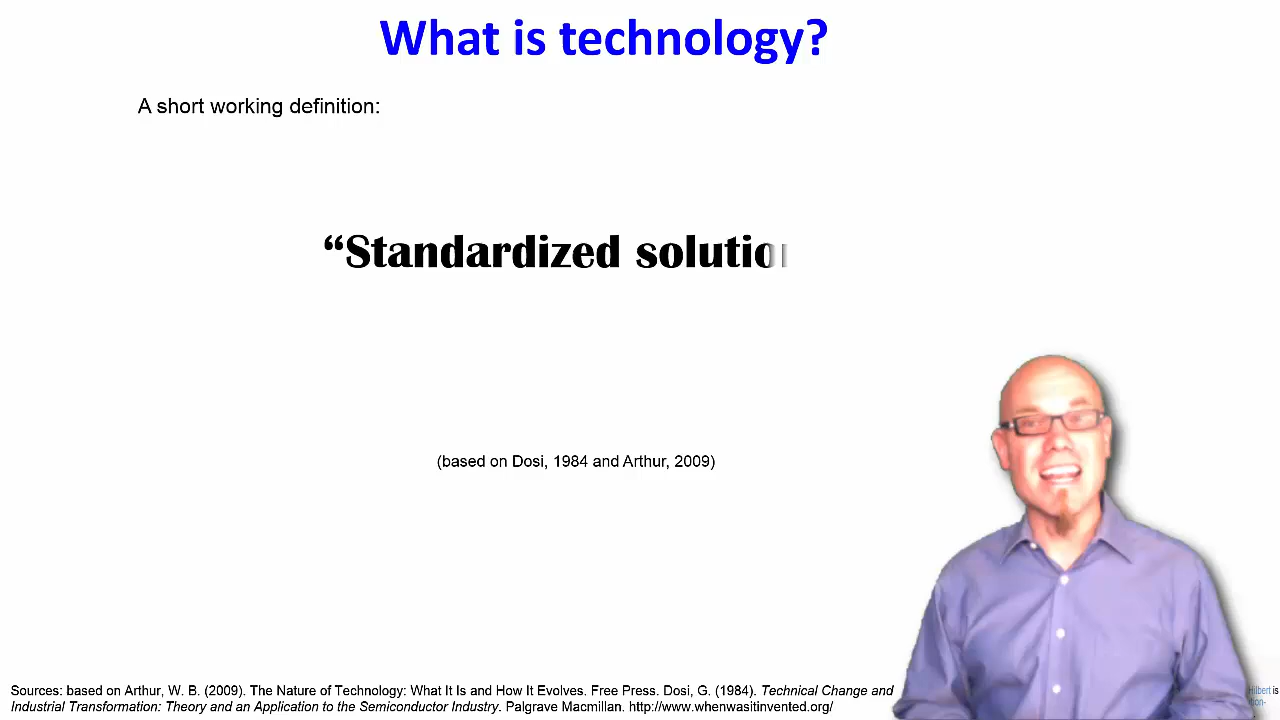 What is technology?
A short working definition:
“Standardized
(based on Dosi, 1984 and Arthur, 2009)
Sources: based on Arthur, W. B. (2009). The Nature of Technology: What It Is and How It Evolves. Free Press. Dosi, G. (1984). Technical Change and
Industrial Transformation: Theory and an Application to the Semiconductor Industry. Palgrave Macmillan. http://www.whenwasitinvented.org/
Hilbert is